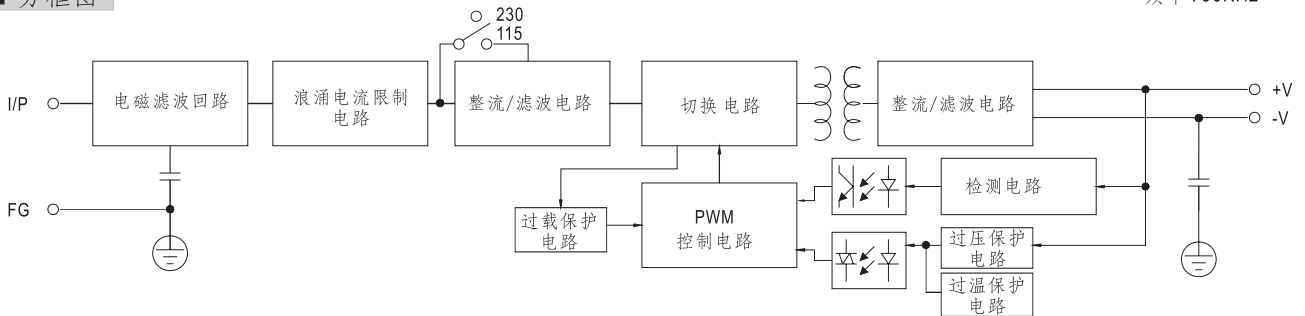 方框图
230
115
I/P
电磁滤波回路
浪涌电流限制
电路
整流/滤波电路
切换电路
整流/滤波电路
+V
-V
FG
过载保护
电路
PWM
控制电路
检测电路
过压保护
电路
过温保护
电路